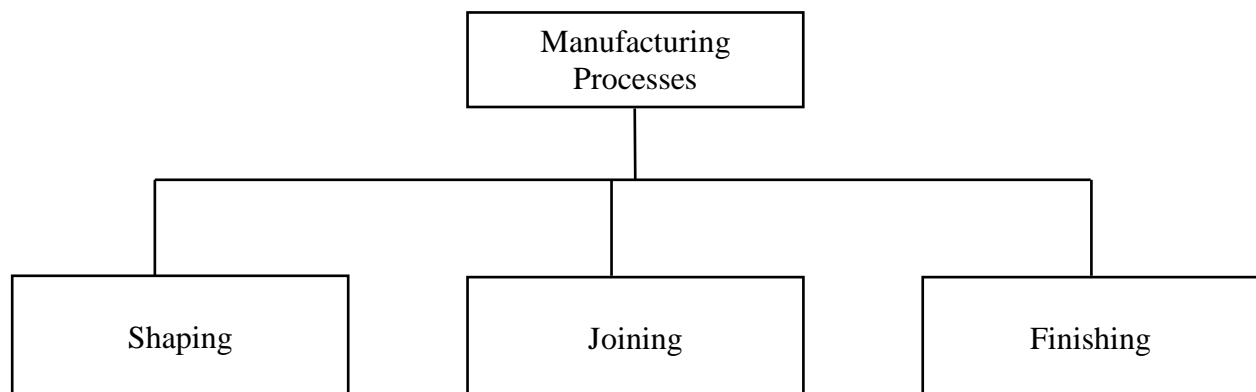 Manufacturing
Processes
Shaping
Joining
Finishing